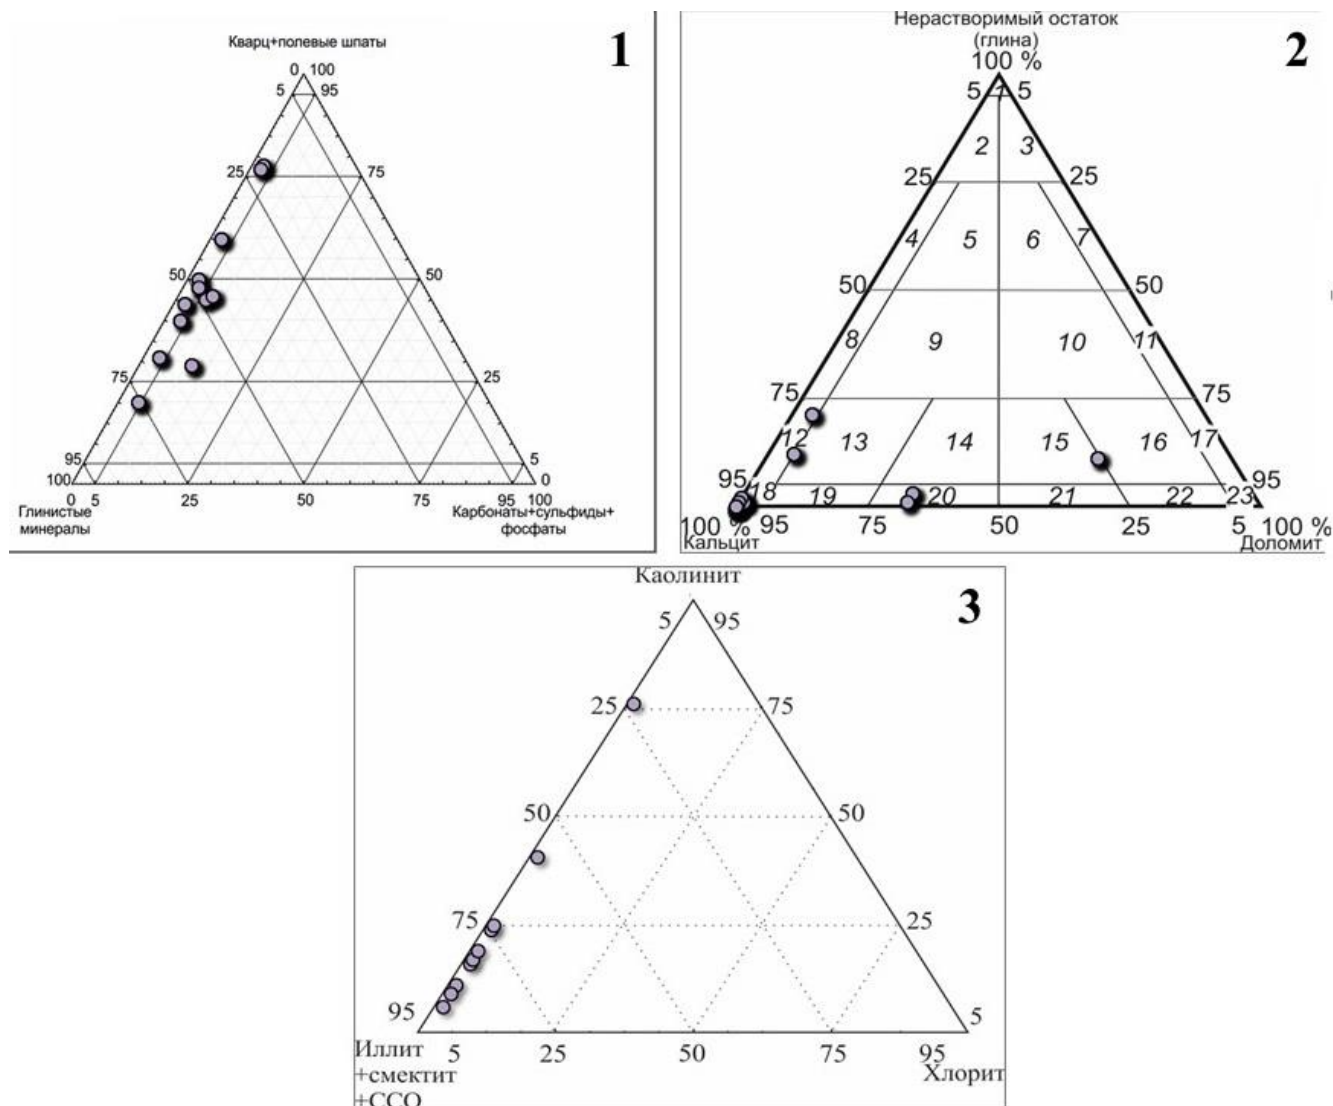 1
Кварц+полевые шпаты
0 100
5 95
25 75
50 50
75 25
95 5
100 0
0 5 25 50 75 95 100
Глинистые
минералы
Карбонаты+сульфиды+
фосфаты
2
Нерастворимый остаток
(глина)
100 %
5 1 5
2 3
25 25
4 5 6 7
50 50
8 9 10 11
75 75
12 13 14 15 16 17
95 95
18 19 20 21 22 23
100 % 95 75 50 25 5 100 %
Кальцит Доломит
3
Каолинит
5 95
25 75
50 50
75 25
95 5
5 25 50 75 95
Иллит
+смектит
+ССО
Хлорит